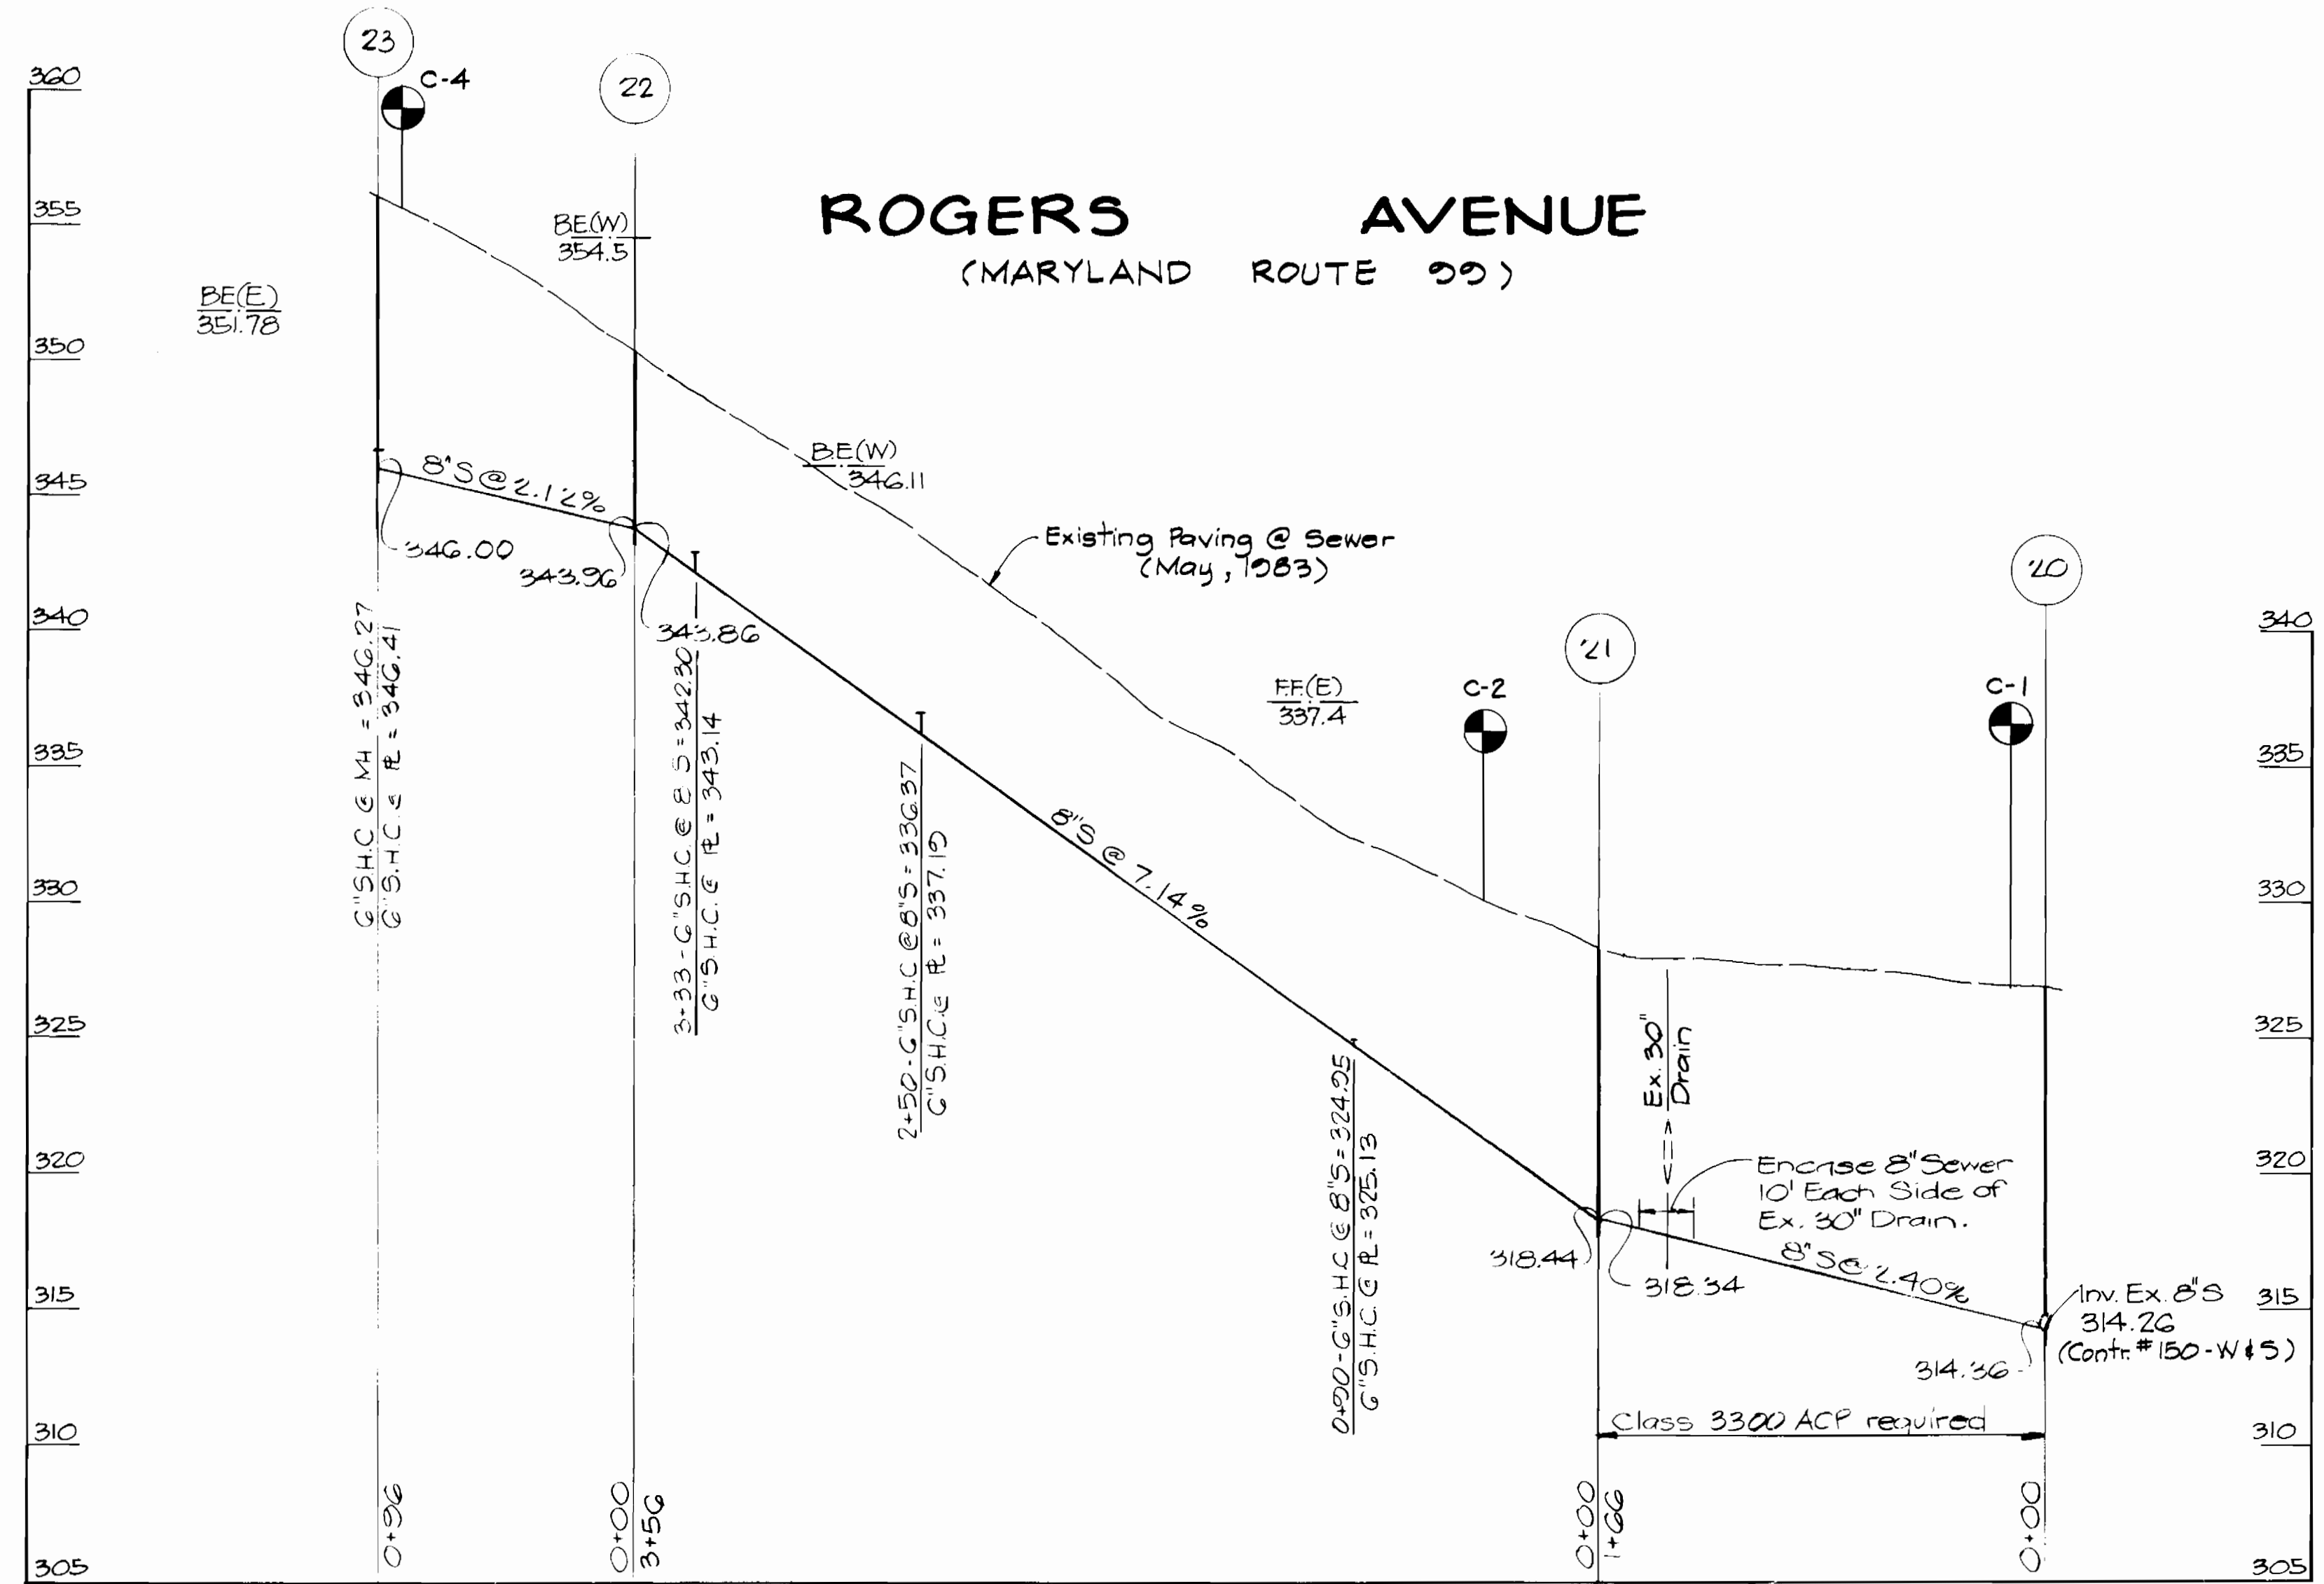 23
C-4
22
360
ROGERS AVENUE
(MARYLAND ROUTE 99)
355
BE(W)
354.5
BE(E)
351.78
350
B.E(W)
346.11
345
8"S @ 2.12%
346.00
343.96
343.86
Existing Paving @ Sewer
(May, 1983)
20
21
340
340
F.F.(E)
337.4
C-2
C-1
335
335
6"S.H.C @ MH = 346.27
6"S.H.C. @ PL = 346.41
3+33-6"S.H.C. @ 8"S=342.30
6"S.H.C. @ PL = 343.14
2+50-6"S.H.C @ 8"S=336.37
6"S.H.C. @ PL = 337.19
8"S @ 7.14%
330
330
325
325
Ex. 30"
Drain
0+90-6"S.H.C @ 8"S=324.95
6"S.H.C. @ PL = 325.13
320
320
Encase 8"Sewer
10' Each Side of
Ex. 30" Drain.
318.44
318.34
8"S @ 2.40%
315
315
Inv. Ex. 8"S
314.26
(Contr. # 150-W&S)
314.36
310
310
Class 3300 ACP required
0+96
0+00
3+56
0+00
1+66
0+00
305
305